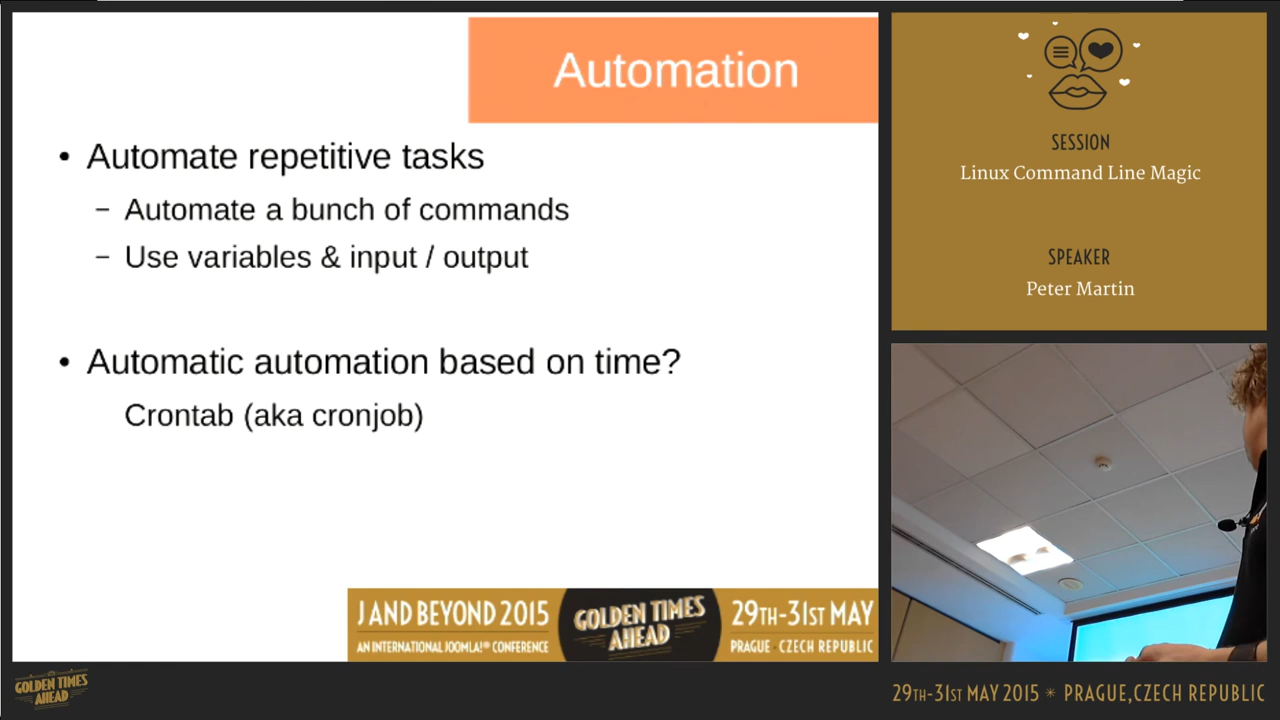 Automation
• Automate repetitive tasks
– Automate a bunch of commands
– Use variables & input / output
• Automatic automation based on time?
Crontab (aka cronjob)
J AND BEYOND 2015
AN INTERNATIONAL JOOMLA!® CONFERENCE
GOLDEN TIMES
AHEAD
29TH-31ST MAY
PRAGUE · CZECH REPUBLIC
SESSION
Linux Command Line Magic
SPEAKER
Peter Martin
GOLDEN TIMES
AHEAD
29TH-31ST MAY 2015 * PRAGUE,CZECH REPUBLIC